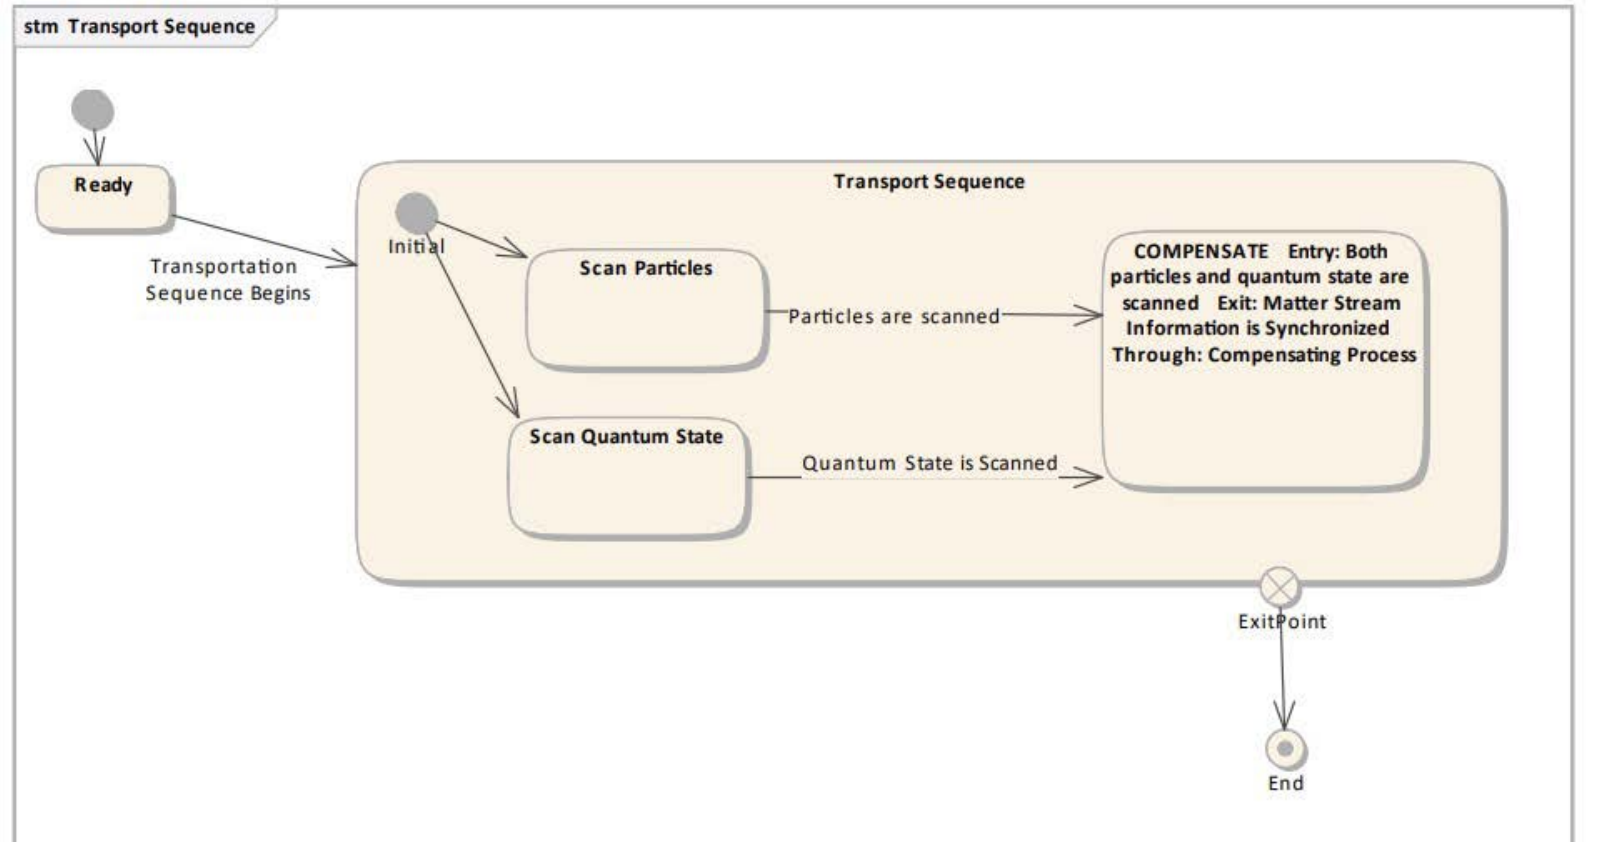 stm Transport Sequence
Ready
Transportation
Sequence Begins
Transport Sequence
Initial
Scan Particles
Particles are scanned
COMPENSATE Entry: Both
particles and quantum state are
scanned Exit: Matter Stream
Information is Synchronized
Through: Compensating Process
Scan Quantum State
Quantum State is Scanned
ExitPoint
End